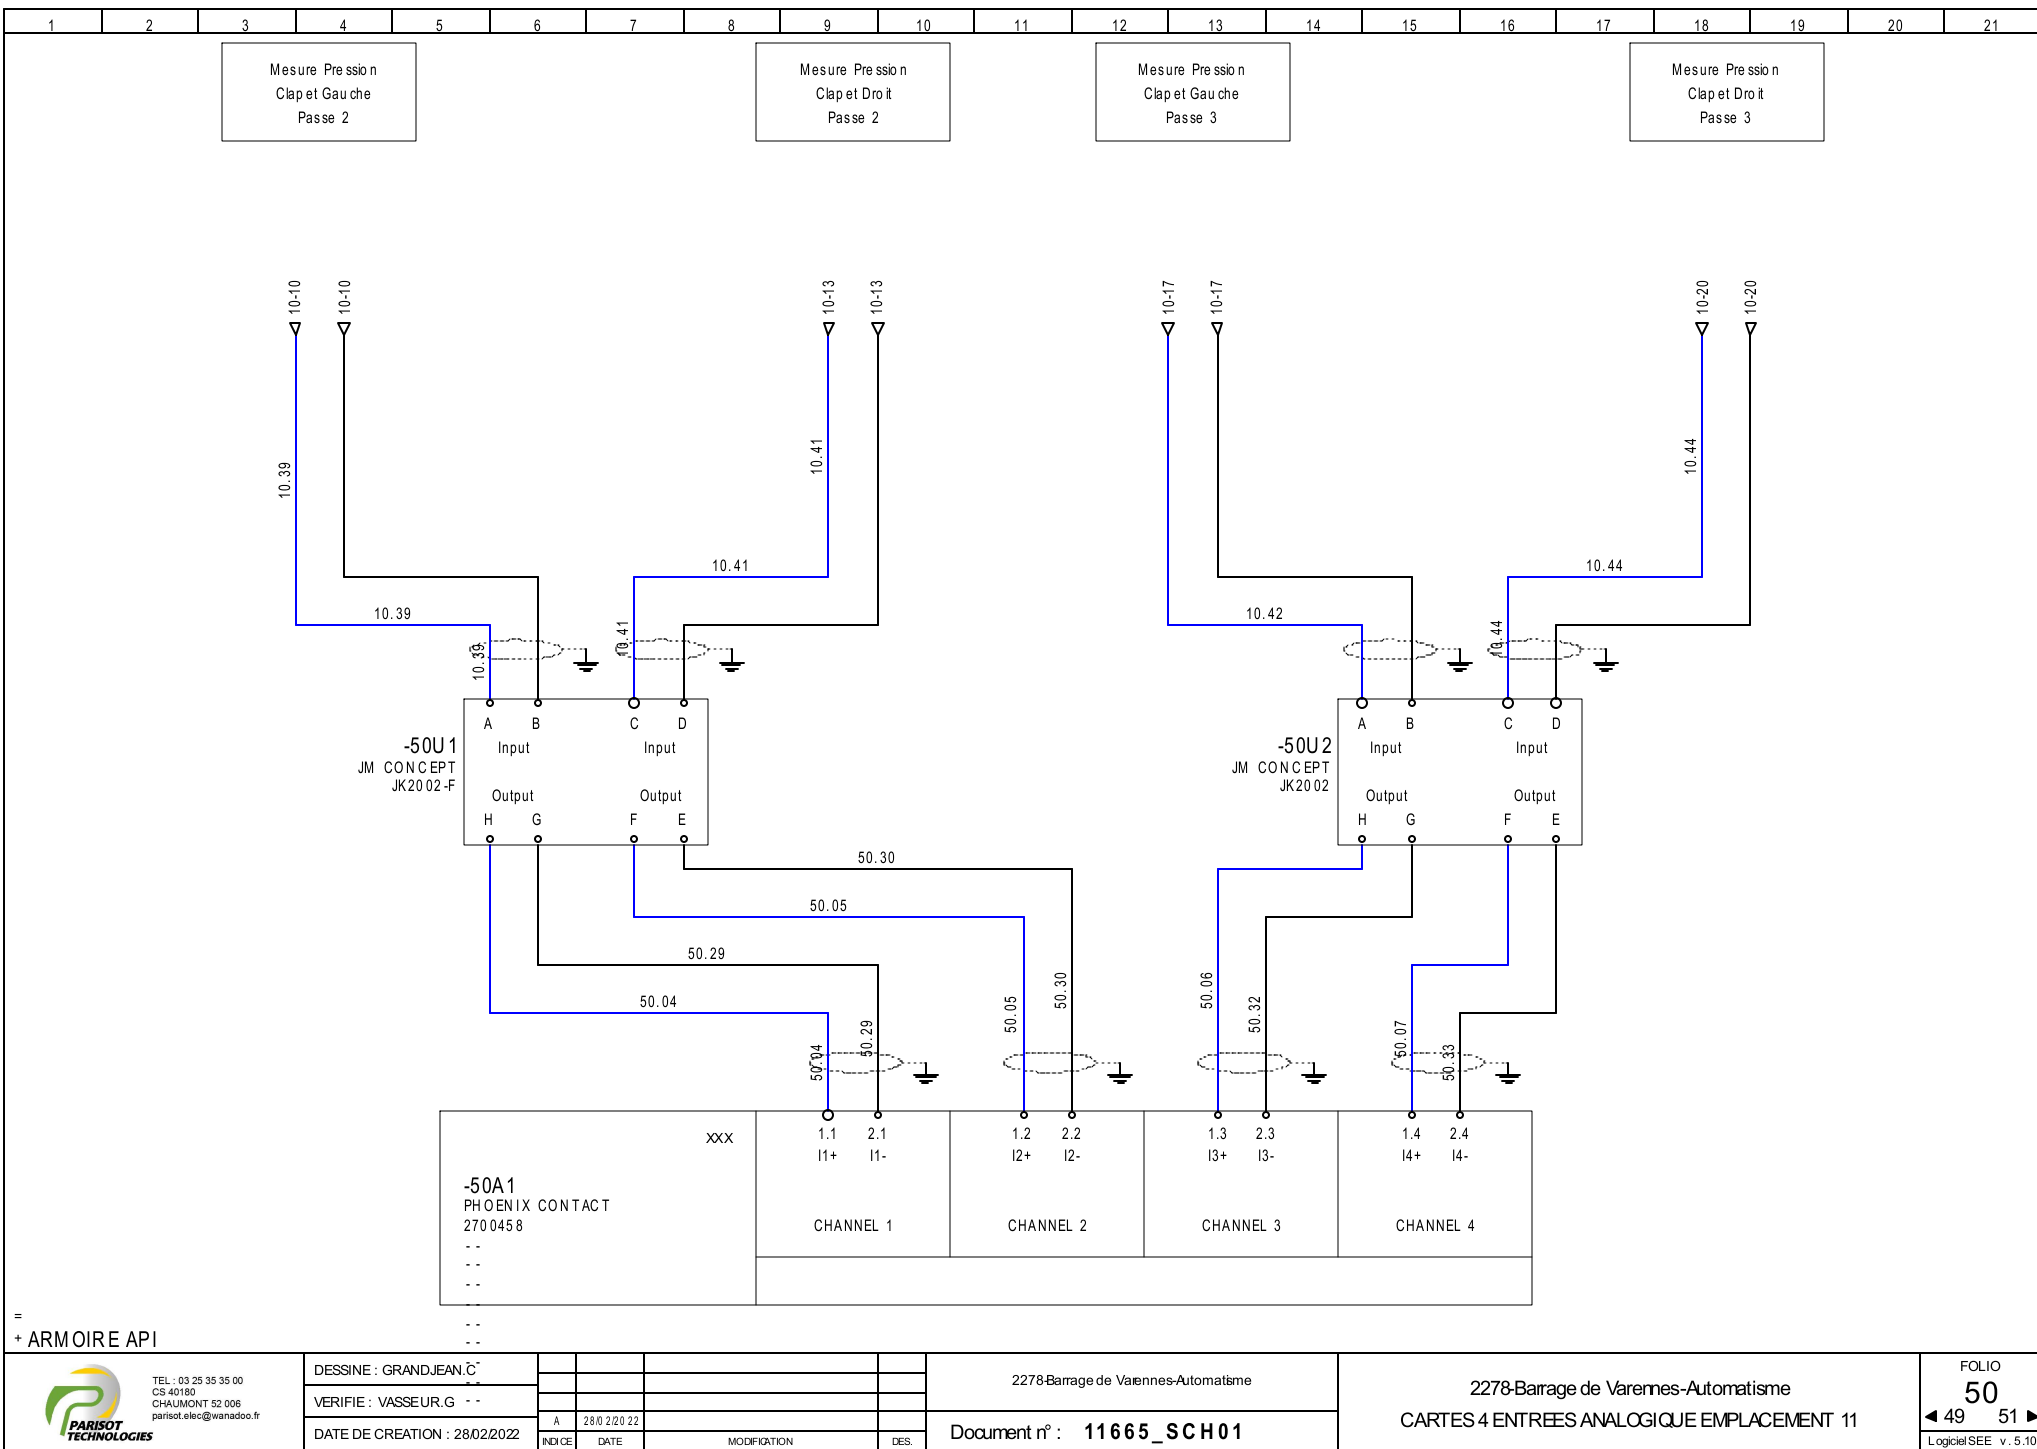 1 2 3 4 5 6 7 8 9 10 11 12 13 14 15 16 17 18 19 20 21
Mesure Pression
Clapet Gauche
Passe 2
Mesure Pression
Clapet Droit
Passe 2
Mesure Pression
Clapet Gauche
Passe 3
Mesure Pression
Clapet Droit
Passe 3
10-10 10-10 10-13 10-13 10-17 10-17 10-20 10-20
10.39 10.41 10.44
10.41 10.44
10.39 10.42
10.39 10.41 10.44
A B C D
Input Input
-50U1
JM CONCEPT
JK2002-F
Output Output
H G F E
A B C D
Input Input
-50U2
JM CONCEPT
JK2002
Output Output
H G F E
50.30
50.05
50.29
50.04
50.04 50.29 50.05 50.30 50.06 50.32 50.07 50.33
XXX
-50A1
PHOENIX CONTACT
2700458
- -
- -
- -
- -
- -
- -
- -
- -
- -
1.1 2.1
I1+ I1-
CHANNEL 1
1.2 2.2
I2+ I2-
CHANNEL 2
1.3 2.3
I3+ I3-
CHANNEL 3
1.4 2.4
I4+ I4-
CHANNEL 4
=
+ ARMOIRE API
PARISOT
TECHNOLOGIES
TEL : 03 25 35 35 00
CS 40180
CHAUMONT 52 006
parisot.elec@wanadoo.fr
DESSINE : GRANDJEAN.C
VERIFIE : VASSEUR.G
DATE DE CREATION : 28/02/2022
A 28/02/2022
INDICE DATE MODIFICATION DES.
2278-Barrage de Varennes-Automatisme
Document n° : 11665_SCH01
2278-Barrage de Varennes-Automatisme
CARTES 4 ENTREES ANALOGIQUE EMPLACEMENT 11
FOLIO
50
49 51
Logiciel SEE v. 5.10